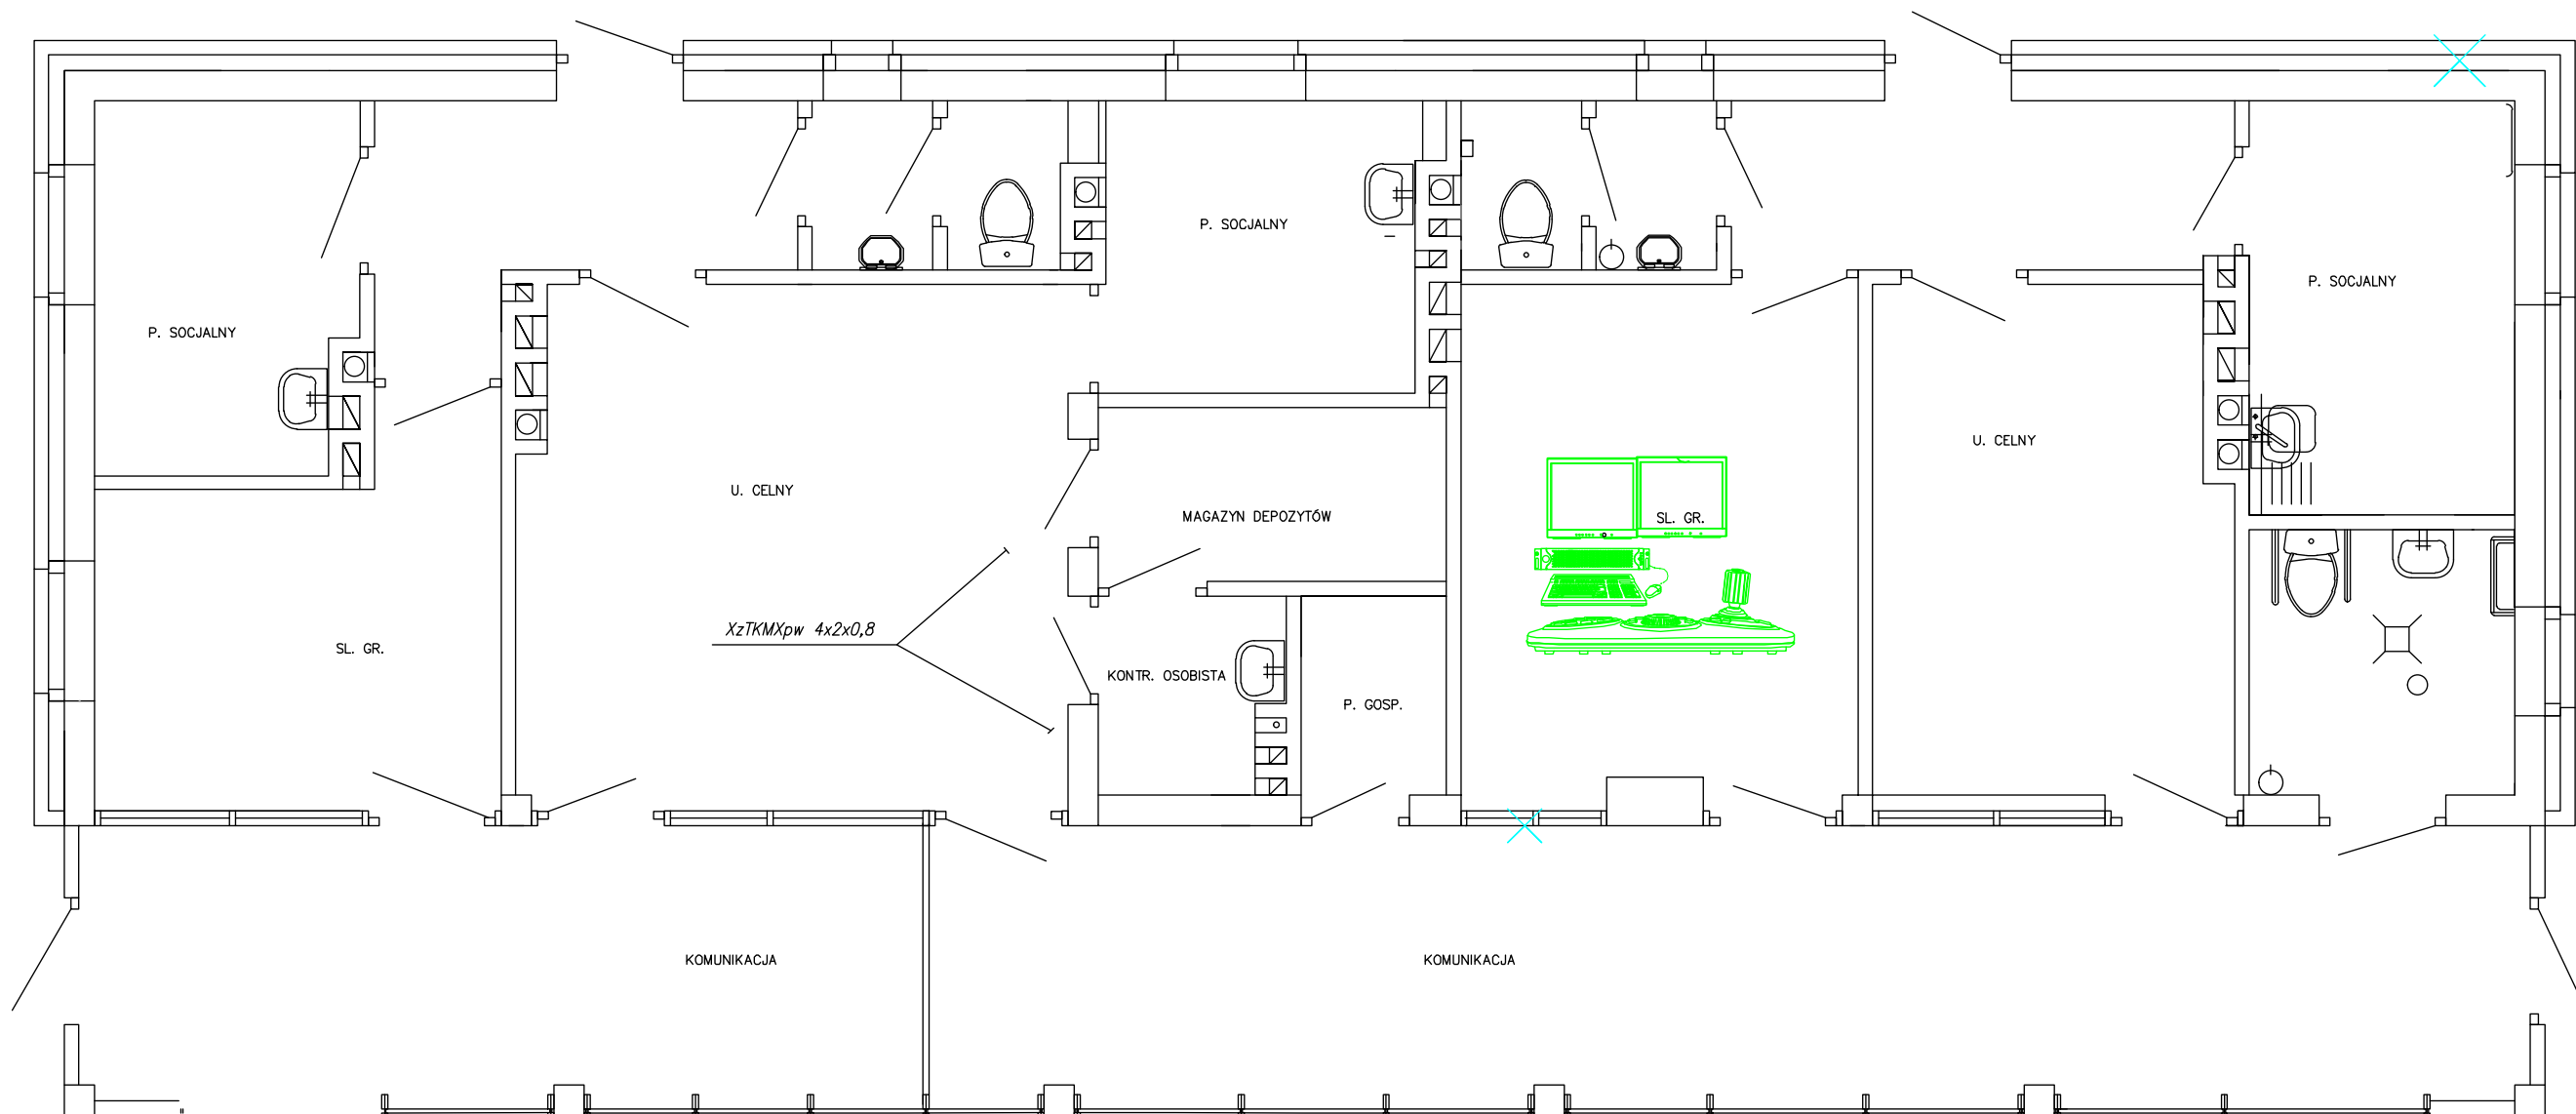 P. SOCJALNY
P. SOCJALNY
P. SOCJALNY
U. CELNY
U. CELNY
MAGAZYN DEPOZYTÓW
SL. GR.
XzTKMXpw 4x2x0,8
SL. GR.
KONTR. OSOBISTA
P. GOSP.
KOMUNIKACJA
KOMUNIKACJA